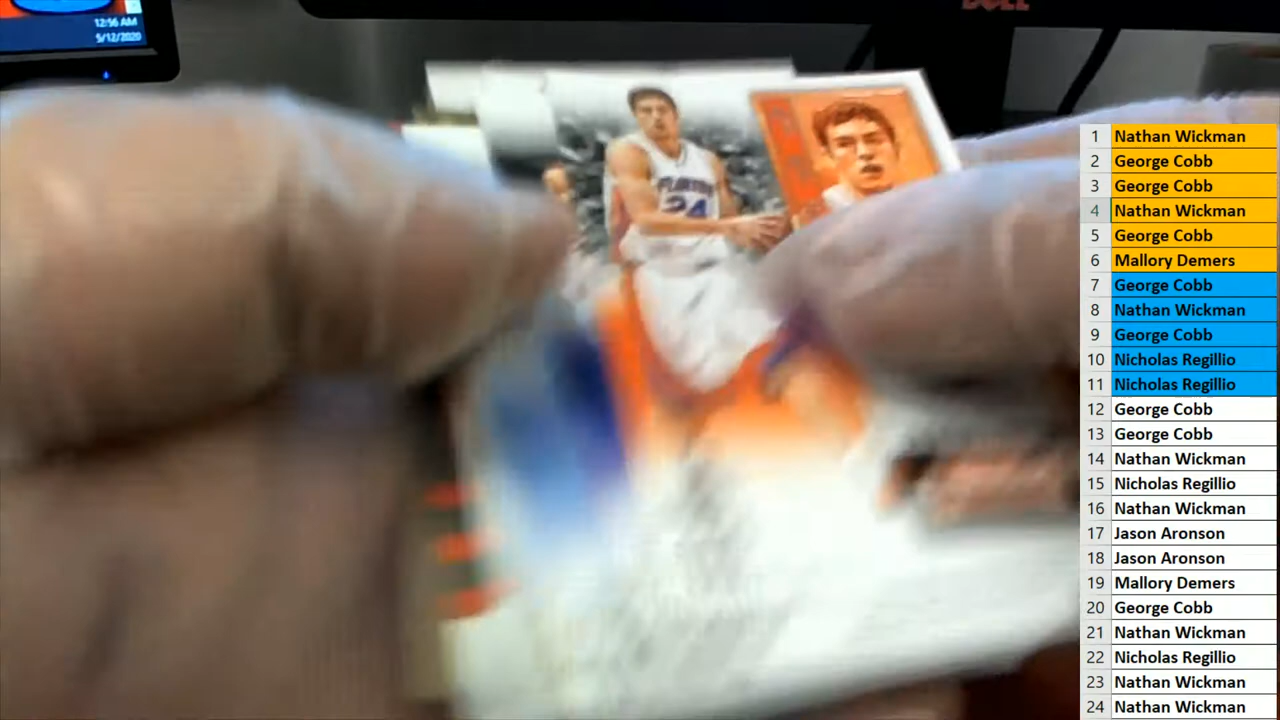 DELL
12:56 AM
5/12/2020
FLORIDA
24
1 Nathan Wickman
2 George Cobb
3 George Cobb
4 Nathan Wickman
5 George Cobb
6 Mallory Demers
7 George Cobb
8 Nathan Wickman
9 George Cobb
10 Nicholas Regillio
11 Nicholas Regillio
12 George Cobb
13 George Cobb
14 Nathan Wickman
15 Nicholas Regillio
16 Nathan Wickman
17 Jason Aronson
18 Jason Aronson
19 Mallory Demers
20 George Cobb
21 Nathan Wickman
22 Nicholas Regillio
23 Nathan Wickman
24 Nathan Wickman